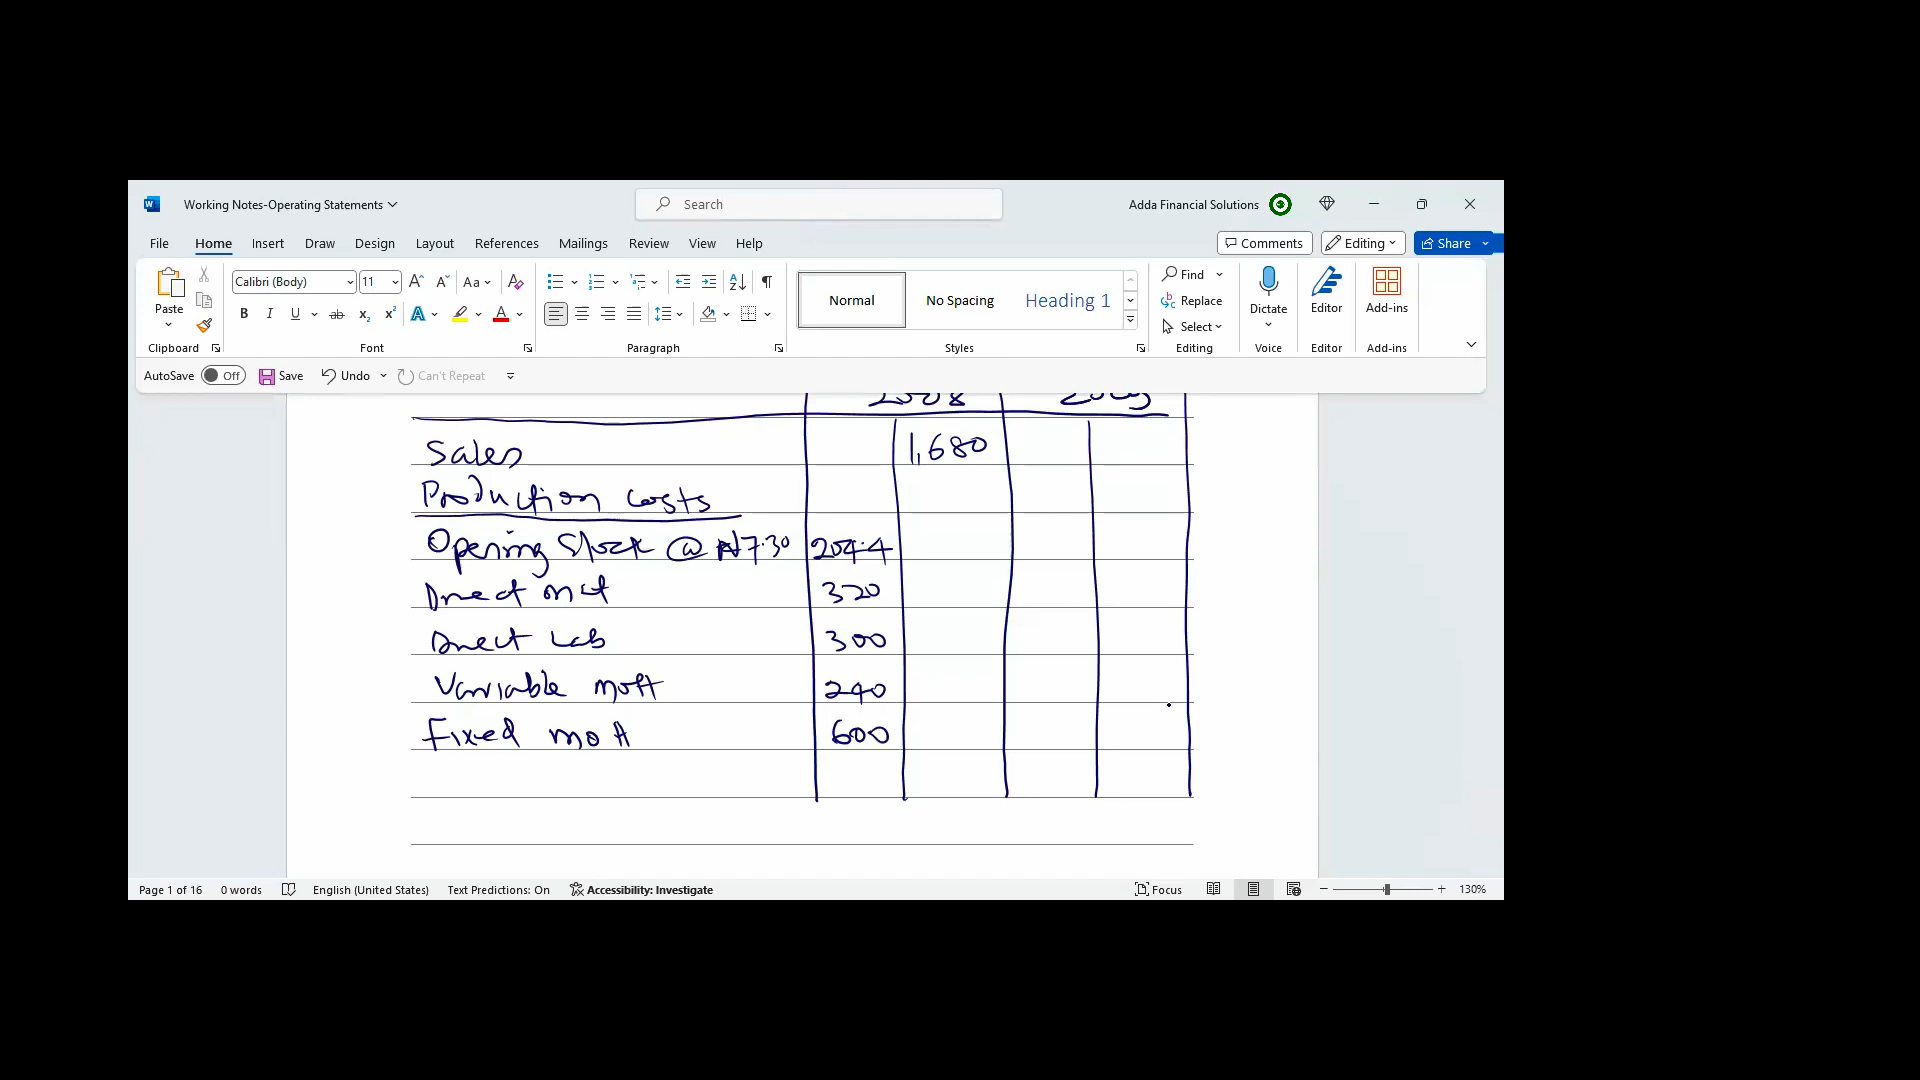 Working Notes-Operating Statements
Search
Adda Financial Solutions
File Home Insert Draw Design Layout References Mailings Review View Help
Comments Editing Share
Paste
Calibri (Body) 11 Aa
Normal
No Spacing
Heading 1
Find
Replace
Select
Dictate
Editor
Add-ins
Clipboard Font Paragraph Styles Editing Voice Editor Add-ins
AutoSave Off Save Undo Can't Repeat
Sales 1,680
Production costs
Opening Stock @ ₦7.30 204.4
Direct mat 320
Direct Lab 300
Variable moH 240
Fixed moH 600
Page 1 of 16 0 words English (United States) Text Predictions: On Accessibility: Investigate Focus 130%